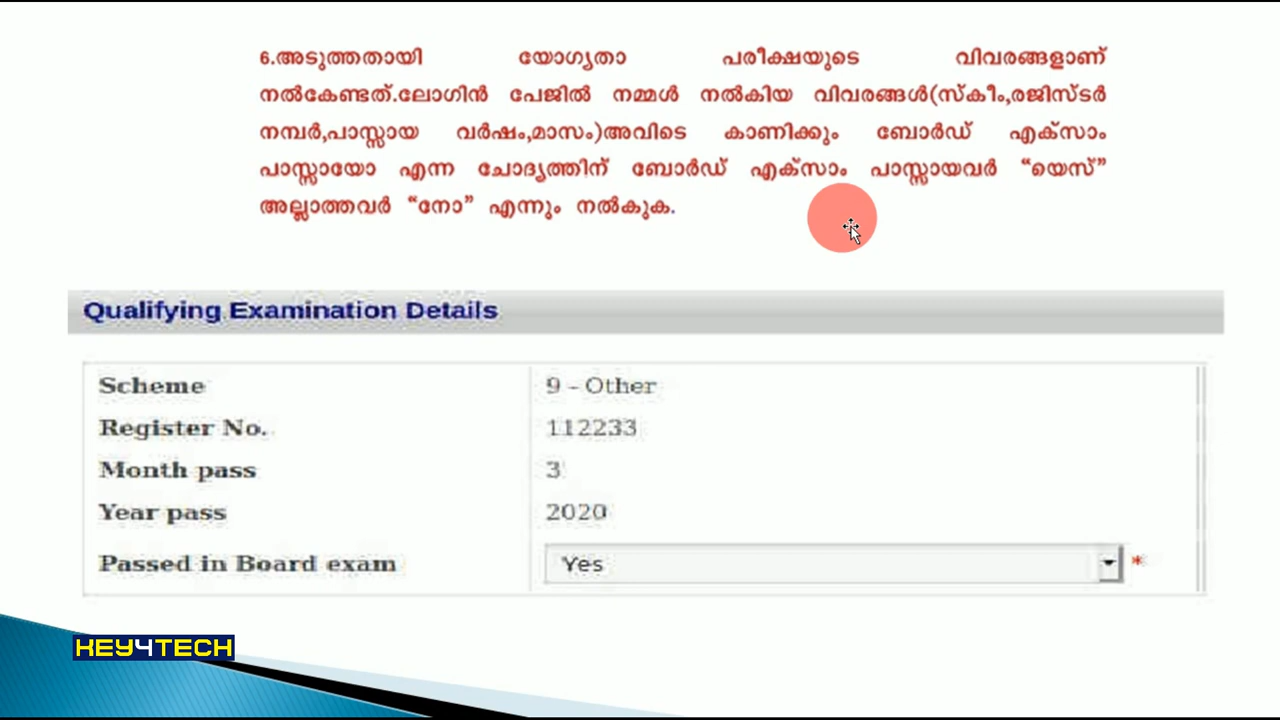 6.അടുത്തതായി യോഗ്യതാ പരീക്ഷയുടെ വിവരങ്ങളാണ്
നൽകേണ്ടത്.ലോഗിൻ പേജിൽ നമ്മൾ നൽകിയ വിവരങ്ങൾ(സ്കീം,രജിസ്ടർ
നമ്പർ,പാസ്സായ വർഷം,മാസം)അവിടെ കാണിക്കും ബോർഡ് എക്സാം
പാസ്സായോ എന്ന ചോദ്യത്തിന് ബോർഡ് എക്സാം പാസ്സായവർ “യെസ്”
അല്ലാത്തവർ “നോ” എന്നും നൽകുക.
Qualifying Examination Details
Scheme 9 - Other
Register No. 112233
Month pass 3
Year pass 2020
Passed in Board exam Yes *
KEY4TECH